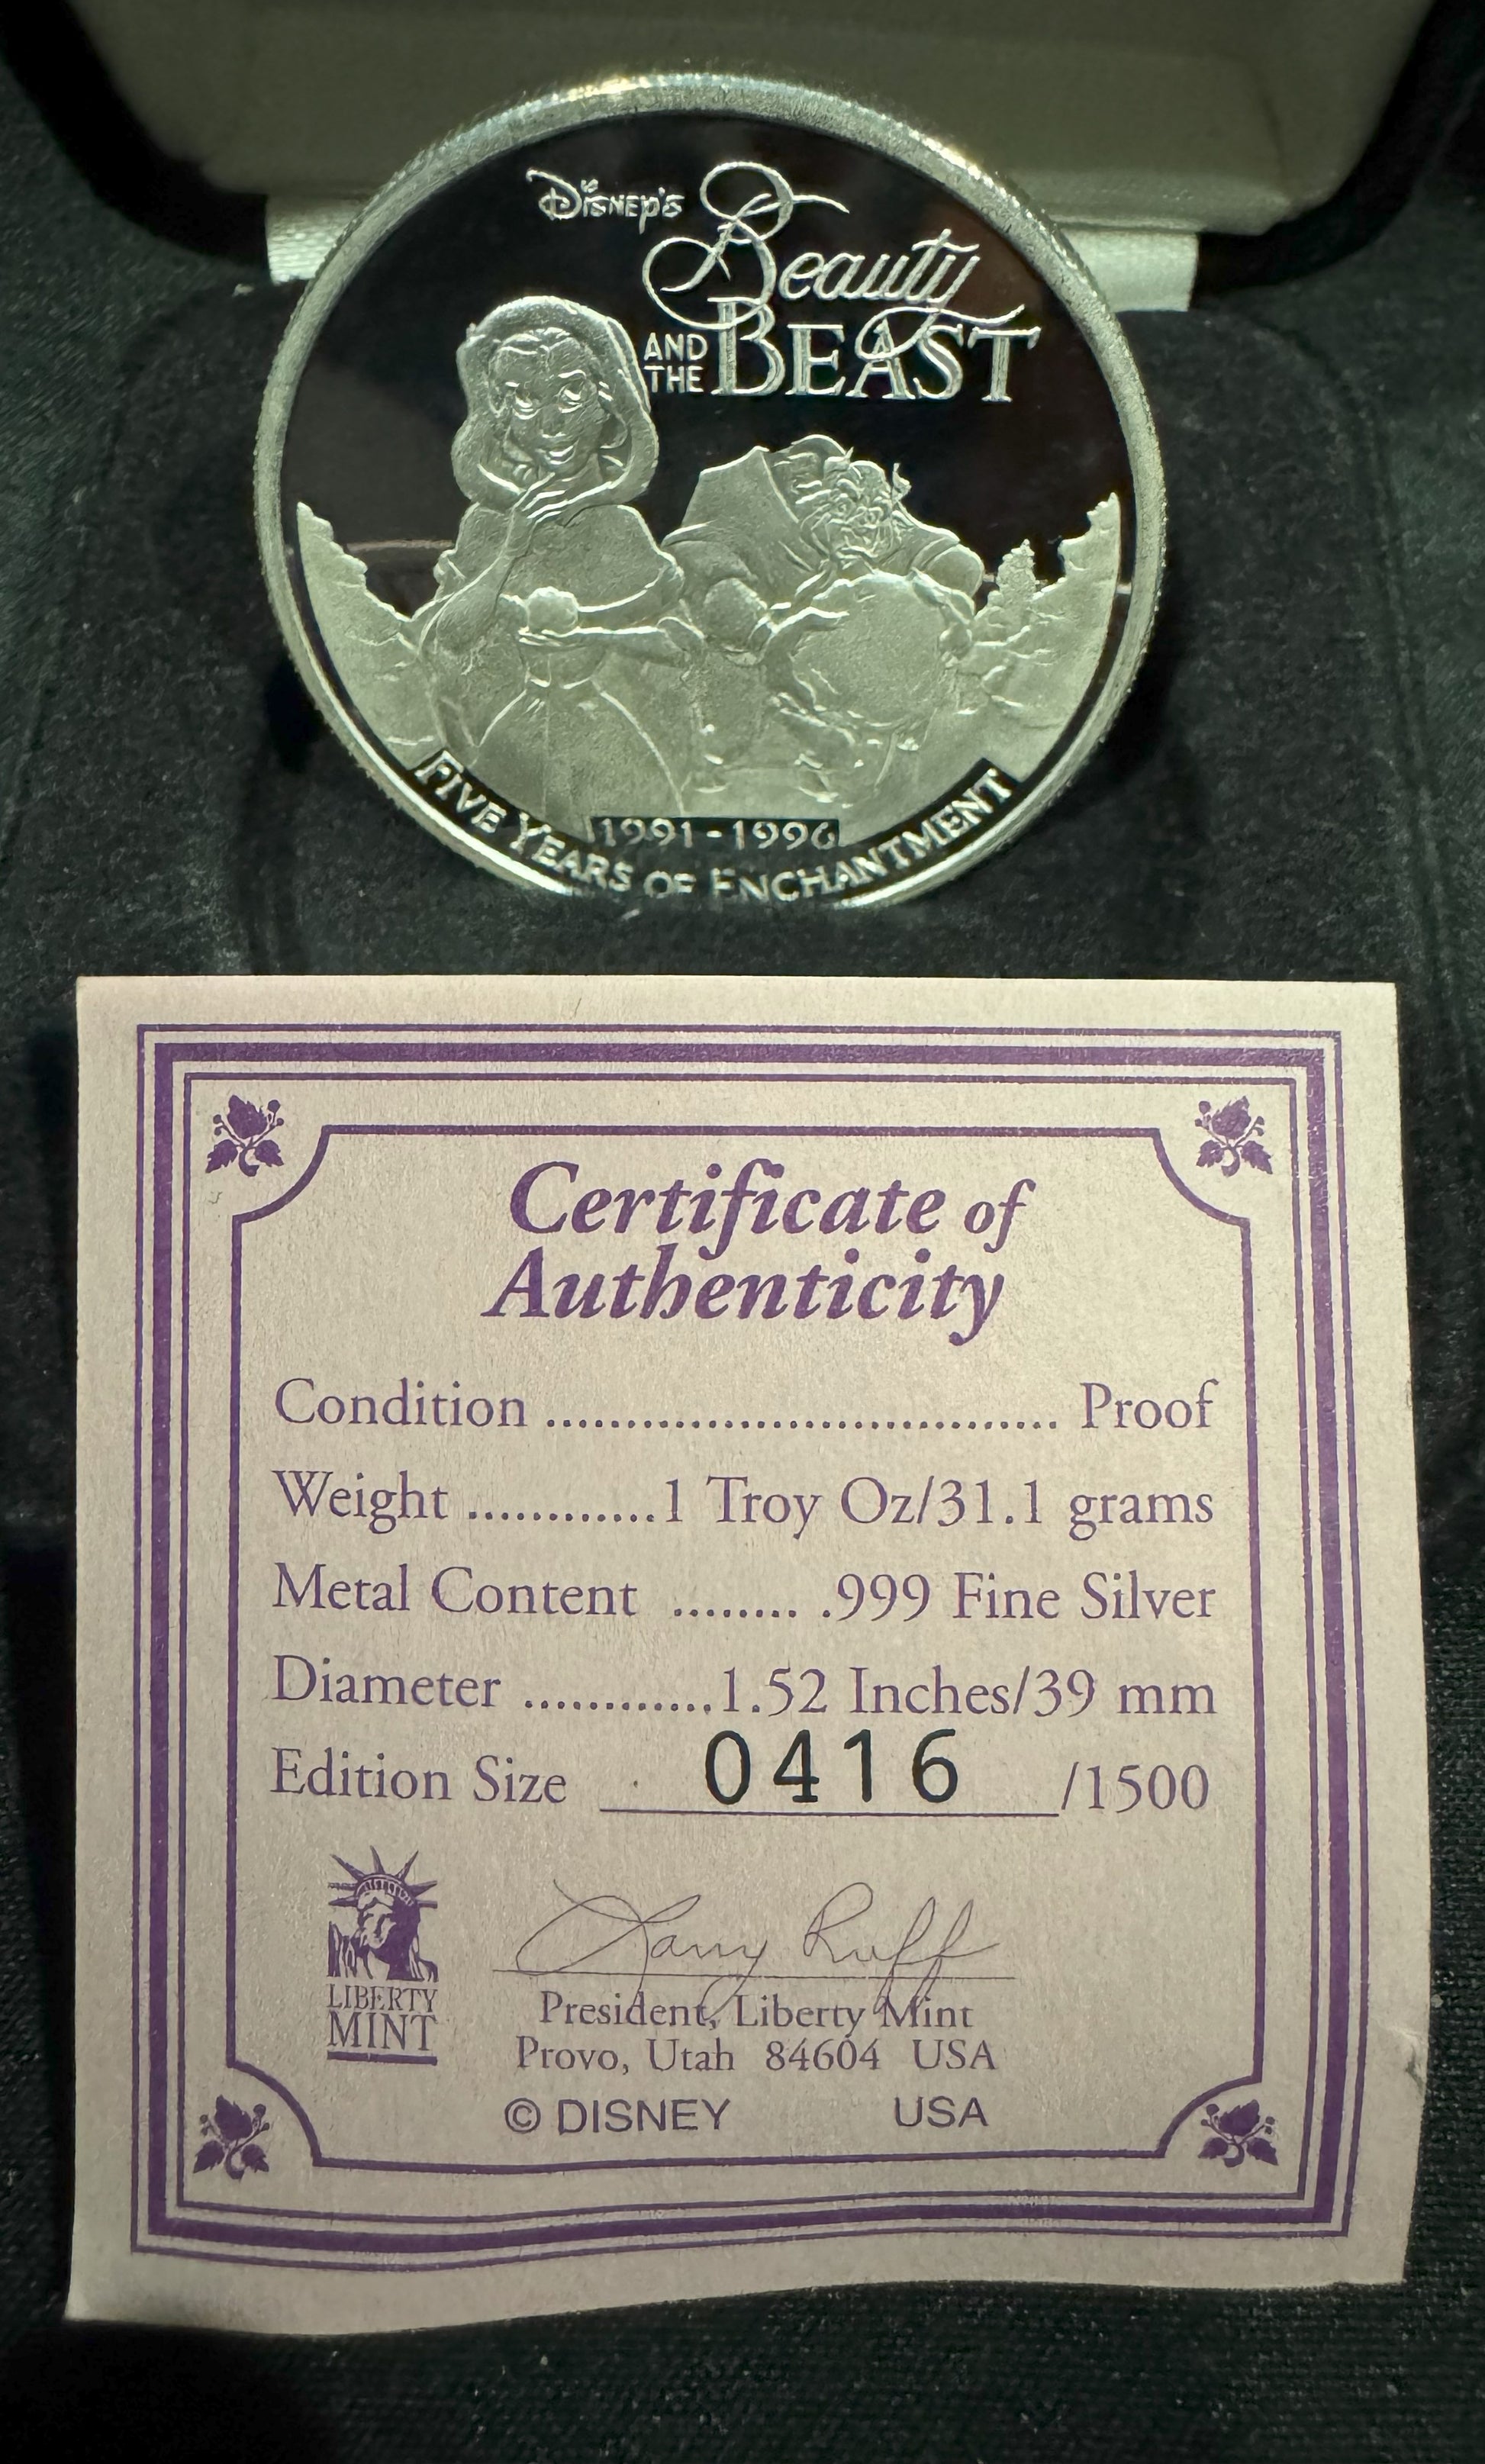 Disney's
Beauty
AND THE BEAST
1991-1996
FIVE YEARS OF ENCHANTMENT
Certificate of
Authenticity
Condition ................................ Proof
Weight ............1 Troy Oz/31.1 grams
Metal Content ........ .999 Fine Silver
Diameter ............1.52 Inches/39 mm
Edition Size 0416 /1500
Larry Ruff
LIBERTY
MINT
President, Liberty Mint
Provo, Utah 84604 USA
© DISNEY USA